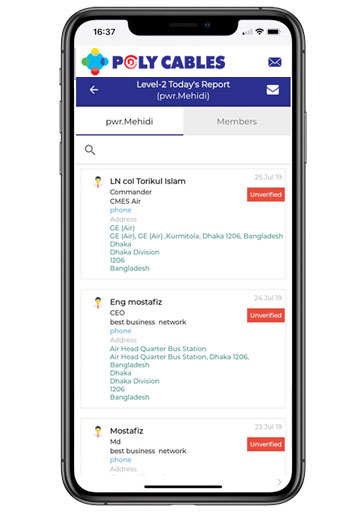 16:37
POLY CABLES
Level-2 Today's Report
(pwr.Mehidi)
pwr.Mehidi
Members
25 Jul 19
LN col Torikul Islam
Unverified
Commander
CMES Air
phone
Address
GE (Air)
GE (Air), GE (Air) ,Kurmitola, Dhaka 1206, Bangladesh
Dhaka
Dhaka Division
1206
Bangladesh
24 Jul 19
Eng mostafiz
CEO
Unverified
best business network
phone
Address
Air Head Quarter Bus Station
Air Head Quarter Bus Station, Dhaka 1206,
Bangladesh
Dhaka
Dhaka Division
1206
Bangladesh
23 Jul 19
Mostafiz
Md
Unverified
best business network
phone
Address